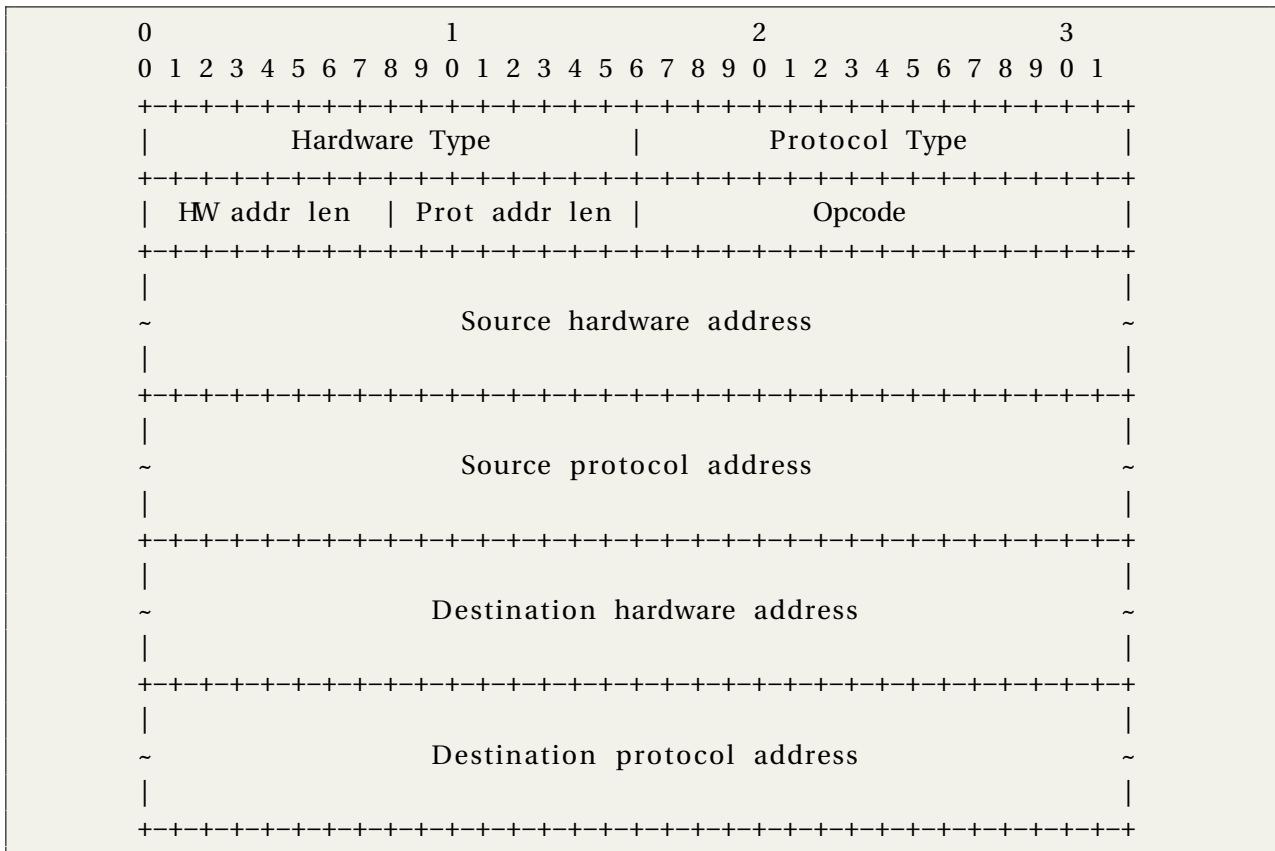 0                   1                   2                   3
0 1 2 3 4 5 6 7 8 9 0 1 2 3 4 5 6 7 8 9 0 1 2 3 4 5 6 7 8 9 0 1
+-+-+-+-+-+-+-+-+-+-+-+-+-+-+-+-+-+-+-+-+-+-+-+-+-+-+-+-+-+-+-+-+
|         Hardware Type         |         Protocol Type         |
+-+-+-+-+-+-+-+-+-+-+-+-+-+-+-+-+-+-+-+-+-+-+-+-+-+-+-+-+-+-+-+-+
|  HW addr len  | Prot addr len |            Opcode             |
+-+-+-+-+-+-+-+-+-+-+-+-+-+-+-+-+-+-+-+-+-+-+-+-+-+-+-+-+-+-+-+-+
|                                                               |
~                    Source hardware address                    ~
|                                                               |
+-+-+-+-+-+-+-+-+-+-+-+-+-+-+-+-+-+-+-+-+-+-+-+-+-+-+-+-+-+-+-+-+
|                                                               |
~                    Source protocol address                    ~
|                                                               |
+-+-+-+-+-+-+-+-+-+-+-+-+-+-+-+-+-+-+-+-+-+-+-+-+-+-+-+-+-+-+-+-+
|                                                               |
~                  Destination hardware address                 ~
|                                                               |
+-+-+-+-+-+-+-+-+-+-+-+-+-+-+-+-+-+-+-+-+-+-+-+-+-+-+-+-+-+-+-+-+
|                                                               |
~                  Destination protocol address                 ~
|                                                               |
+-+-+-+-+-+-+-+-+-+-+-+-+-+-+-+-+-+-+-+-+-+-+-+-+-+-+-+-+-+-+-+-+